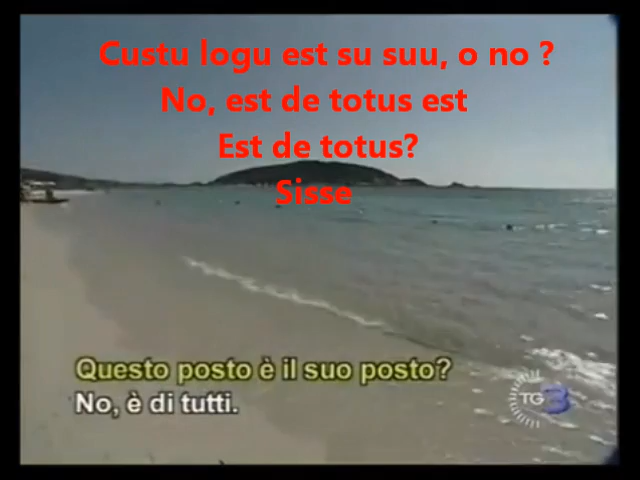 Custu logu est su suu, o no ?
No, est de totus est
Est de totus?
Sisse
Questo posto è il suo posto?
No, è di tutti.
TG3